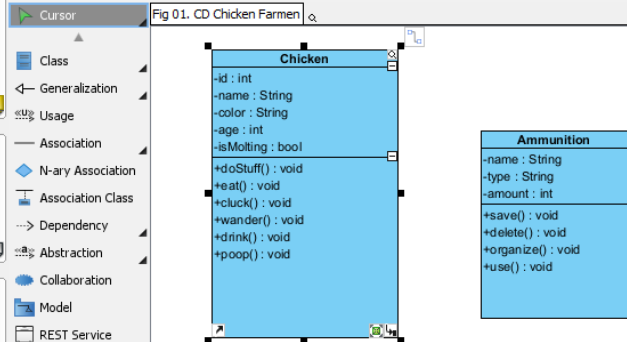 Cursor
Class
Generalization
«U» Usage
Association
N-ary Association
Association Class
Dependency
«a» Abstraction
Collaboration
Model
REST Service
Fig 01. CD Chicken Farmen
Chicken
-id : int
-name : String
-color : String
-age : int
-isMolting : bool
+doStuff() : void
+eat() : void
+cluck() : void
+wander() : void
+drink() : void
+poop() : void
Ammunition
-name : String
-type : String
-amount : int
+save() : void
+delete() : void
+organize() : void
+use() : void